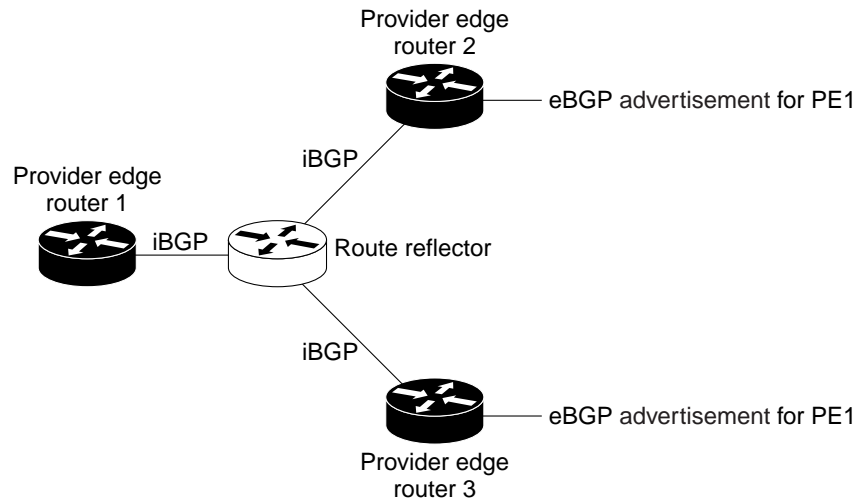 Provider edge
router 2
eBGP advertisement for PE1
iBGP
Provider edge
router 1
iBGP
Route reflector
iBGP
eBGP advertisement for PE1
Provider edge
router 3